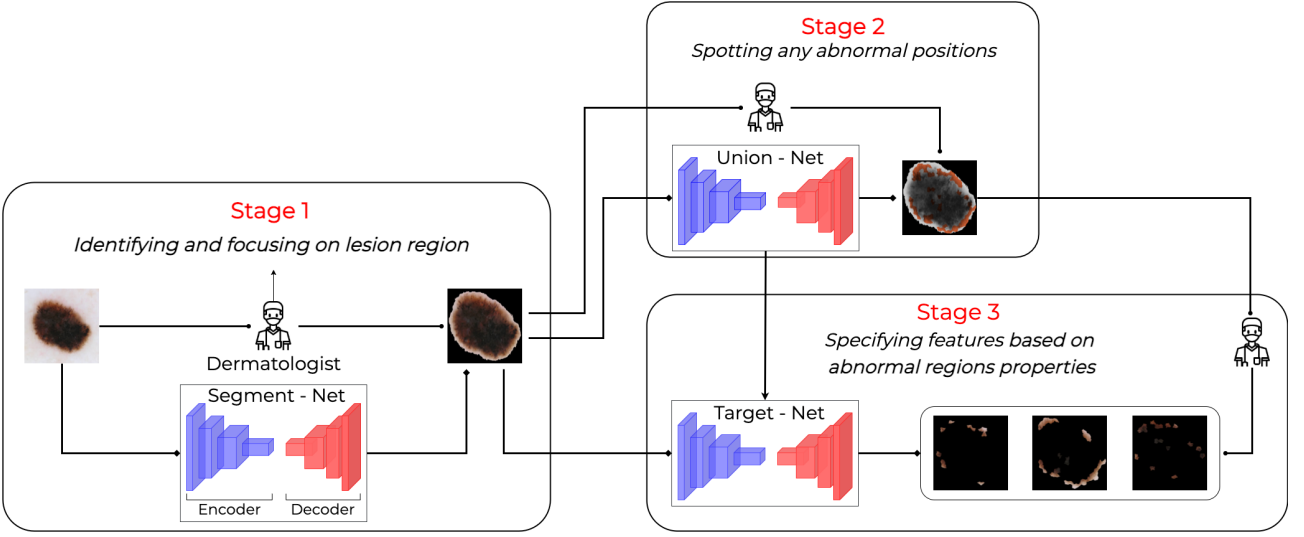 Stage 1
Identifying and focusing on lesion region
Dermatologist
Segment - Net
Encoder
Decoder
Stage 2
Spotting any abnormal positions
Union - Net
Stage 3
Specifying features based on
abnormal regions properties
Target - Net